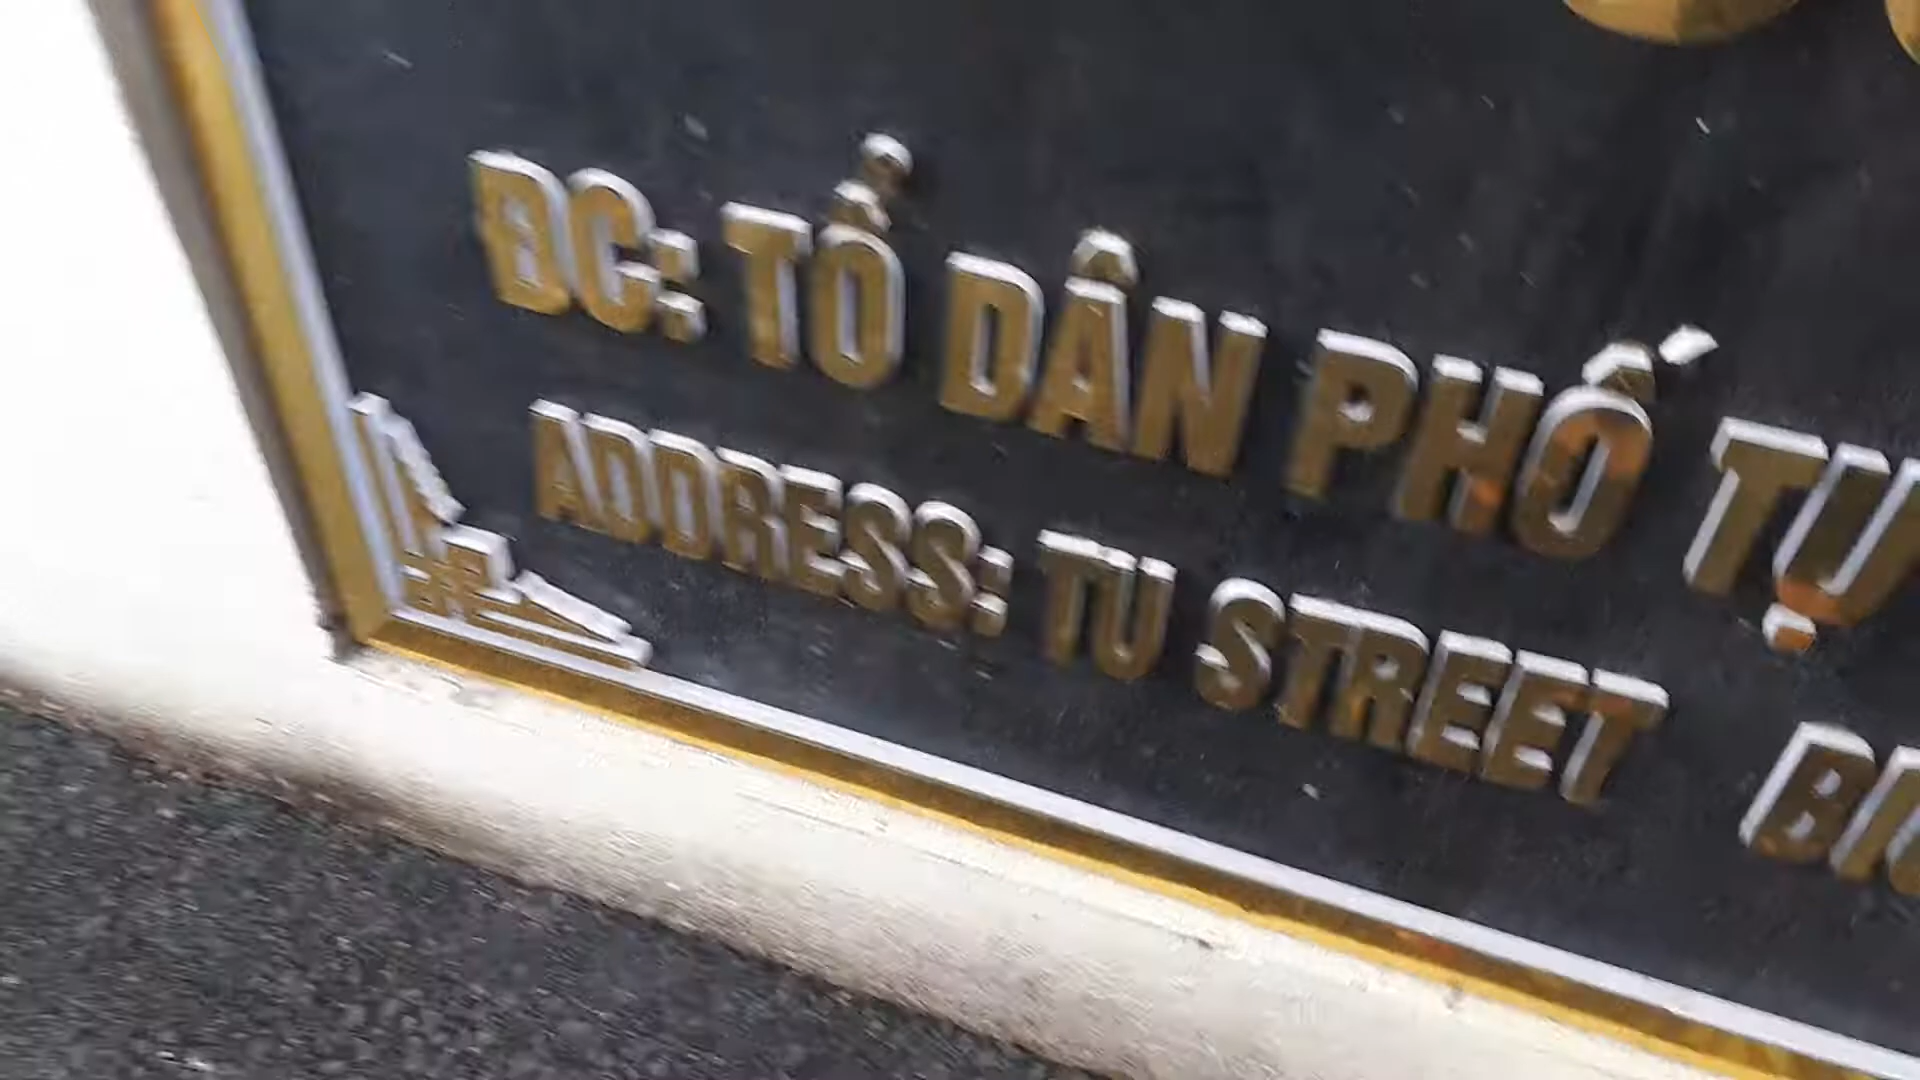 ĐC: TỔ DÂN PHỐ TỰ
ADDRESS: TU STREET